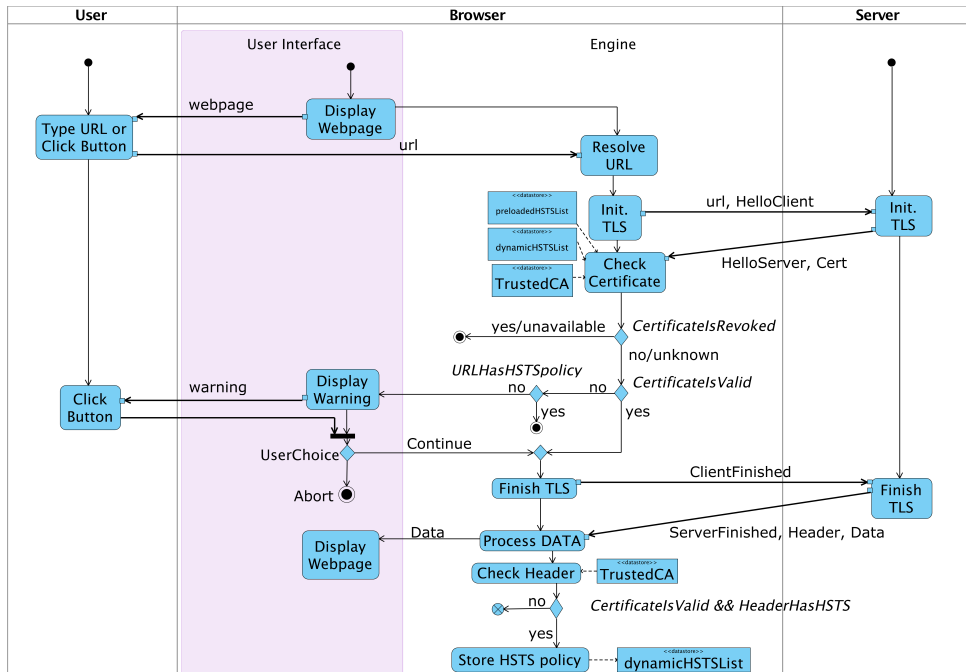 User
Browser
Server
User Interface
Engine
webpage
Display
Webpage
Type URL or
Click Button
url
Resolve
URL
<<datastore>>
preloadedHSTSList
Init.
TLS
url, HelloClient
Init.
TLS
<<datastore>>
dynamicHSTSList
Check
Certificate
HelloServer, Cert
<<datastore>>
TrustedCA
yes/unavailable
CertificateIsRevoked
no/unknown
URLHasHSTSpolicy
CertificateIsValid
no
no
yes
yes
Display
Warning
warning
Click
Button
UserChoice
Continue
Abort
ClientFinished
Finish TLS
Finish
TLS
ServerFinished, Header, Data
Data
Process DATA
Display
Webpage
Check Header
<<datastore>>
TrustedCA
no
CertificateIsValid && HeaderHasHSTS
yes
Store HSTS policy
<<datastore>>
dynamicHSTSList